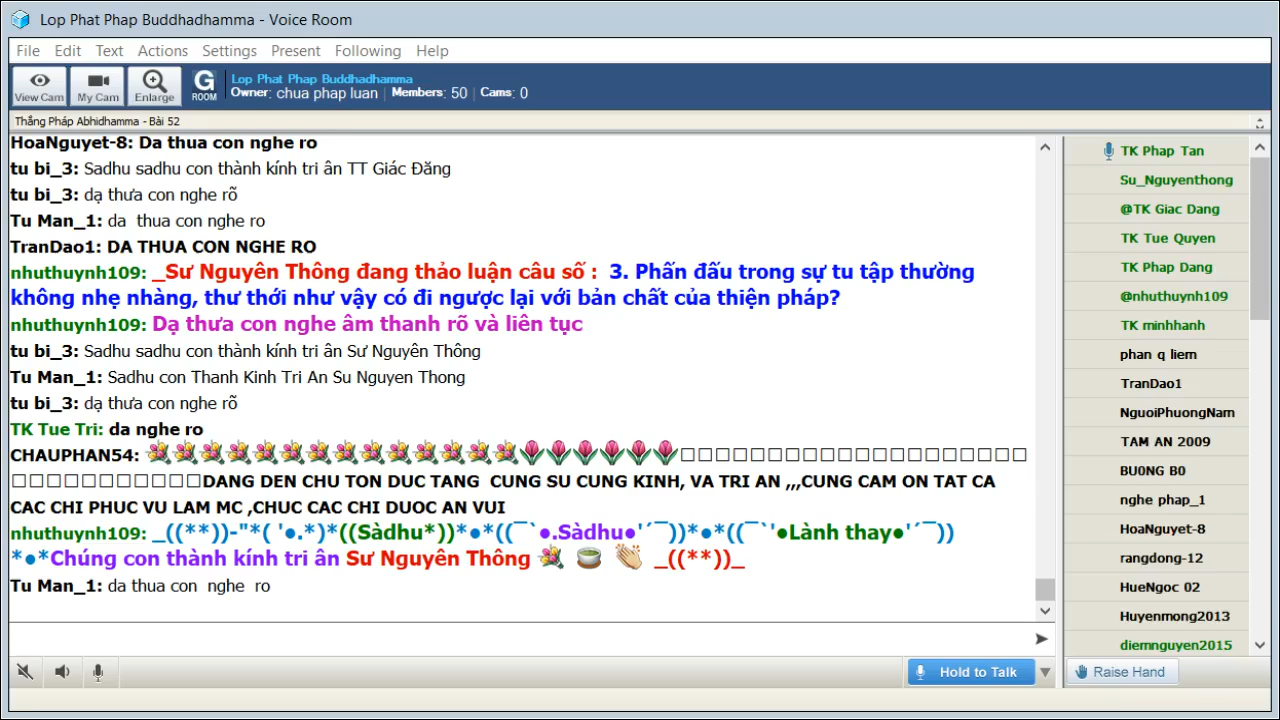 Lop Phat Phap Buddhadhamma - Voice Room
File Edit Text Actions Settings Present Following Help
View Cam My Cam Enlarge G ROOM
Lop Phat Phap Buddhadhamma
Owner: chua phap luan | Members: 50 | Cams: 0
Thắng Pháp Abhidhamma - Bài 52
HoaNguyet-8: Da thua con nghe ro
tu bi_3: Sadhu sadhu con thành kính tri ân TT Giác Đăng
tu bi_3: dạ thưa con nghe rõ
Tu Man_1: da thua con nghe ro
TranDao1: DA THUA CON NGHE RO
nhuthuynh109: _Sư Nguyên Thông đang thảo luận câu số : 3. Phấn đấu trong sự tu tập thường
không nhẹ nhàng, thư thới như vậy có đi ngược lại với bản chất của thiện pháp?
nhuthuynh109: Dạ thưa con nghe âm thanh rõ và liên tục
tu bi_3: Sadhu sadhu con thành kính tri ân Sư Nguyên Thông
Tu Man_1: Sadhu con Thanh Kinh Tri An Su Nguyen Thong
tu bi_3: dạ thưa con nghe rõ
TK Tue Tri: da nghe ro
CHAUPHAN54:
DANG DEN CHU TON DUC TANG CUNG SU CUNG KINH, VA TRI AN ,,,CUNG CAM ON TAT CA
CAC CHI PHUC VU LAM MC ,CHUC CAC CHI DUOC AN VUI
nhuthuynh109: _((**))-"*( '●.*)*((Sàdhu*))*●*((¯`●.Sàdhu●'´¯))*●*((¯`'●Lành thay●'´¯))
*●*Chúng con thành kính tri ân Sư Nguyên Thông _((**))_
Tu Man_1: da thua con nghe ro
Hold to Talk
TK Phap Tan
Su_Nguyenthong
@TK Giac Dang
TK Tue Quyen
TK Phap Dang
@nhuthuynh109
TK minhhanh
phan q liem
TranDao1
NguoiPhuongNam
TAM AN 2009
BU0NG B0
nghe phap_1
HoaNguyet-8
rangdong-12
HueNgoc 02
Huyenmong2013
diemnguyen2015
Raise Hand